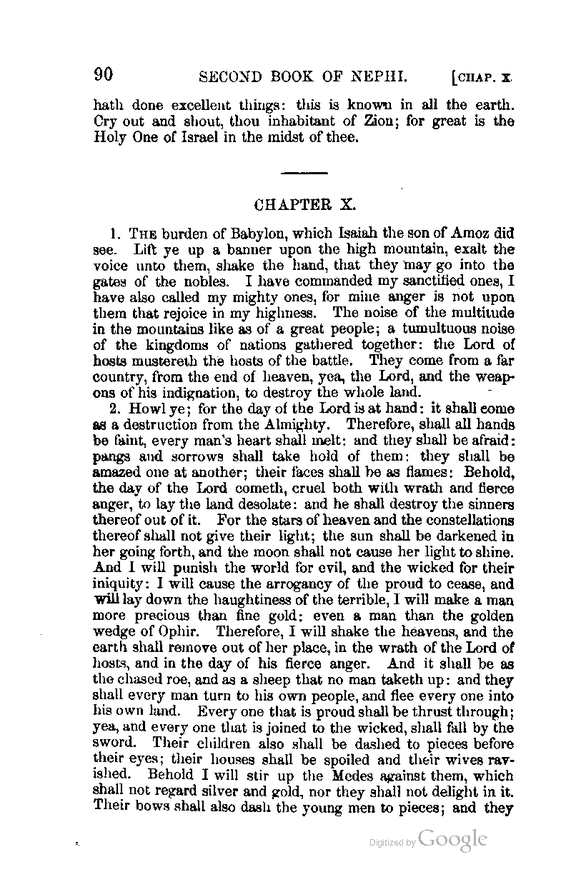 90 SECOND BOOK OF NEPHI. [CHAP. X.
hath done excellent things: this is known in all the earth.
Cry out and shout, thou inhabitant of Zion; for great is the
Holy One of Israel in the midst of thee.
CHAPTER X.
1. THE burden of Babylon, which Isaiah the son of Amoz did
see. Lift ye up a banner upon the high mountain, exalt the
voice unto them, shake the hand, that they may go into the
gates of the nobles. I have commanded my sanctified ones, I
have also called my mighty ones, for mine anger is not upon
them that rejoice in my highness. The noise of the multitude
in the mountains like as of a great people; a tumultuous noise
of the kingdoms of nations gathered together: the Lord of
hosts mustereth the hosts of the battle. They come from a far
country, from the end of heaven, yea, the Lord, and the weap-
ons of his indignation, to destroy the whole land.
2. Howl ye; for the day of the Lord is at hand: it shall come
as a destruction from the Almighty. Therefore, shall all hands
be faint, every man's heart shall melt: and they shall be afraid:
pangs and sorrows shall take hold of them: they shall be
amazed one at another; their faces shall be as flames: Behold,
the day of the Lord cometh, cruel both with wrath and fierce
anger, to lay the land desolate: and he shall destroy the sinners
thereof out of it. For the stars of heaven and the constellations
thereof shall not give their light; the sun shall be darkened in
her going forth, and the moon shall not cause her light to shine.
And I will punish the world for evil, and the wicked for their
iniquity: I will cause the arrogancy of the proud to cease, and
will lay down the haughtiness of the terrible, I will make a man
more precious than fine gold: even a man than the golden
wedge of Ophir. Therefore, I will shake the heavens, and the
earth shall remove out of her place, in the wrath of the Lord of
hosts, and in the day of his fierce anger. And it shall be as
the chased roe, and as a sheep that no man taketh up: and they
shall every man turn to his own people, and flee every one into
his own land. Every one that is proud shall be thrust through;
yea, and every one that is joined to the wicked, shall fall by the
sword. Their children also shall be dashed to pieces before
their eyes; their houses shall be spoiled and their wives rav-
ished. Behold I will stir up the Medes against them, which
shall not regard silver and gold, nor they shall not delight in it.
Their bows shall also dash the young men to pieces; and they
Digitized by Google